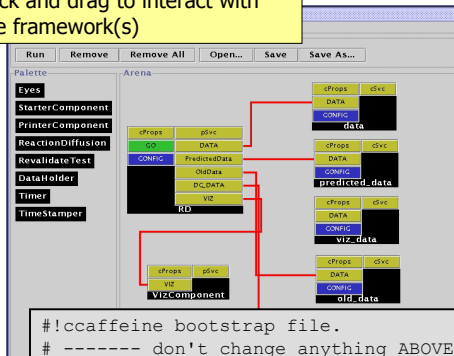 ck and drag to interact with
e framework(s)
Run Remove Remove All Open... Save Save As...
Palette
Eyes
StarterComponent
PrinterComponent
ReactionDiffusion
RevalidateTest
DataHolder
Timer
TimeStamper
Arena
cProps pSvc
GO DATA
CONFIG PredictedData
OldData
DC_DATA
VIZ
RD
cProps cSvc
DATA
CONFIG
data
cProps cSvc
DATA
CONFIG
predicted_data
cProps cSvc
DATA
CONFIG
viz_data
cProps pSvc
VIZ
VizComponent
cProps cSvc
DATA
CONFIG
old_data
#!ccaffeine bootstrap file.
# ------- don't change anything ABOVE